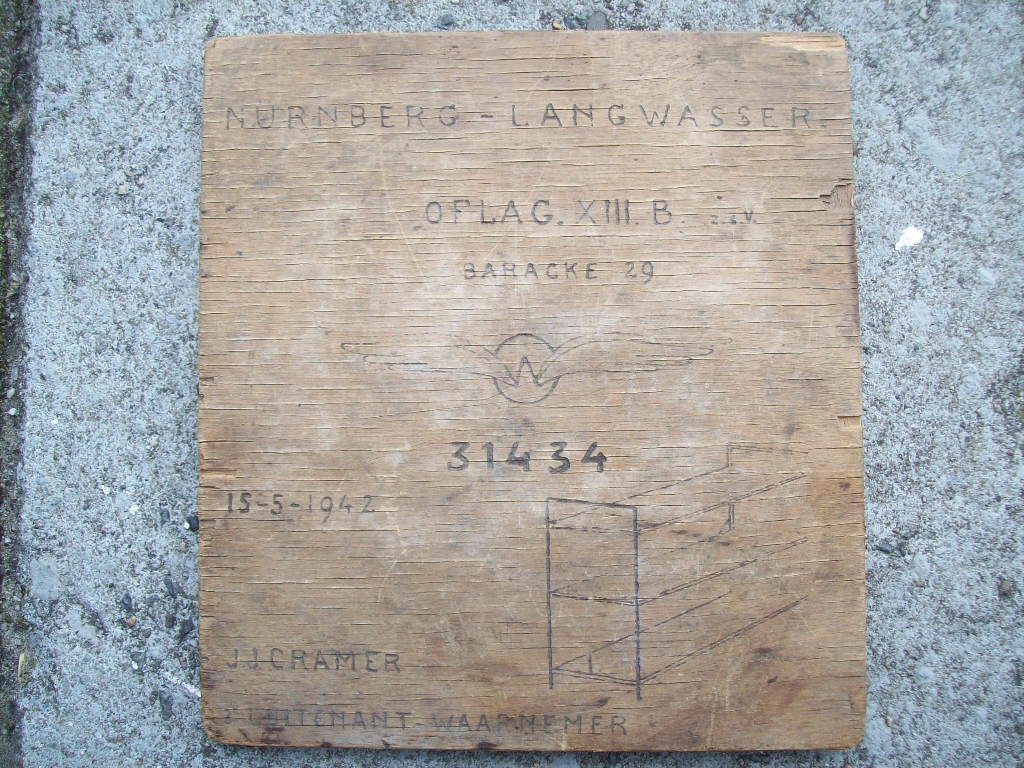 NURNBERG - LANGWASSER.
OFLAG. XIII. B.
BARACKE 29
W
31434
15-5-1942
J.J. CRAMER
LUITENANT-WAARNEMER